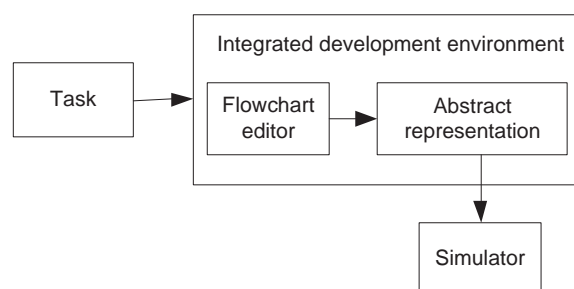 Integrated development environment
Task
Flowchart
editor
Abstract
representation
Simulator